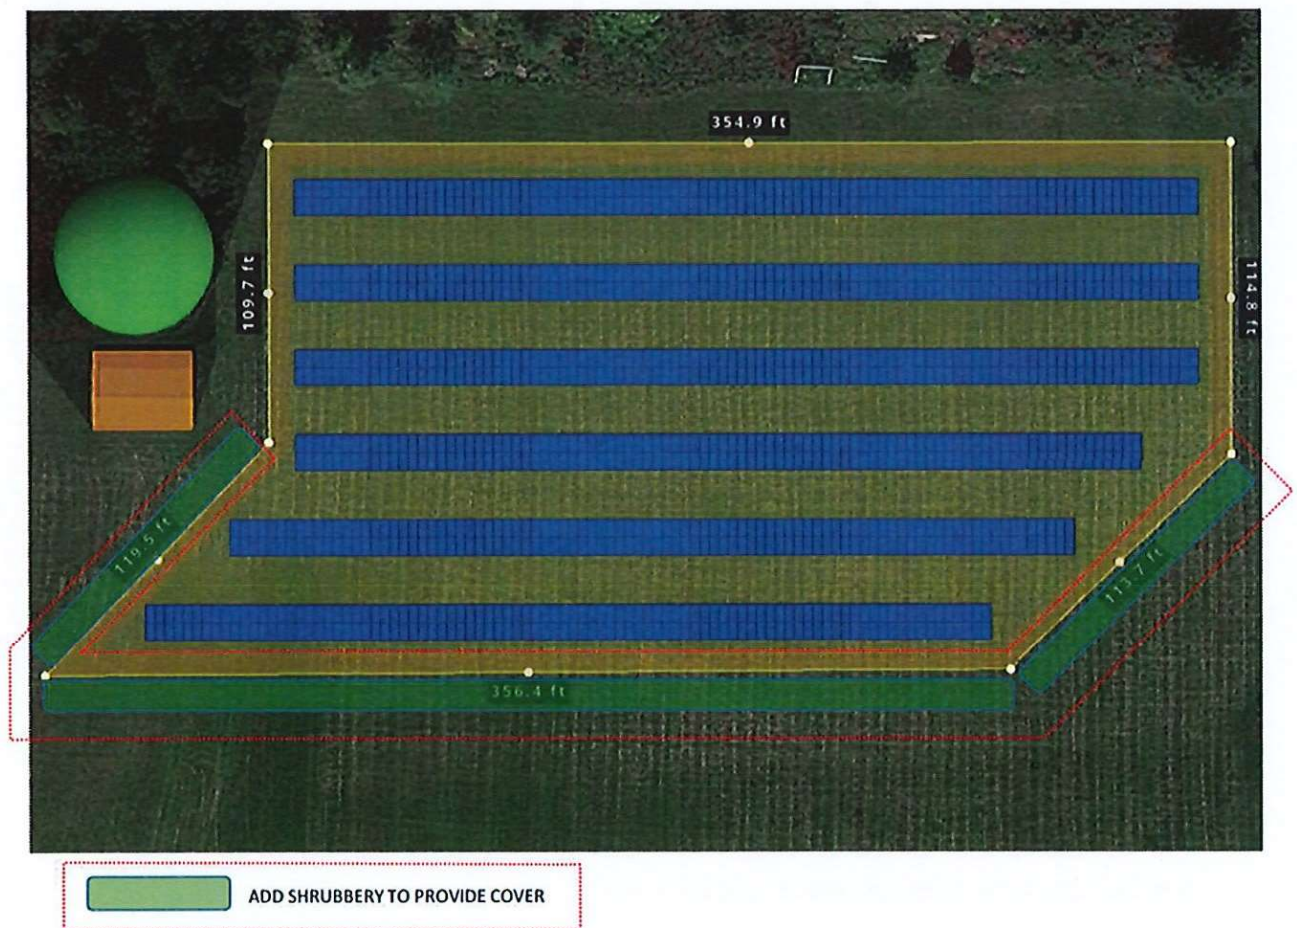 354.9 ft
109.7 ft
114.8 ft
119.5 ft
113.7 ft
356.4 ft
ADD SHRUBBERY TO PROVIDE COVER